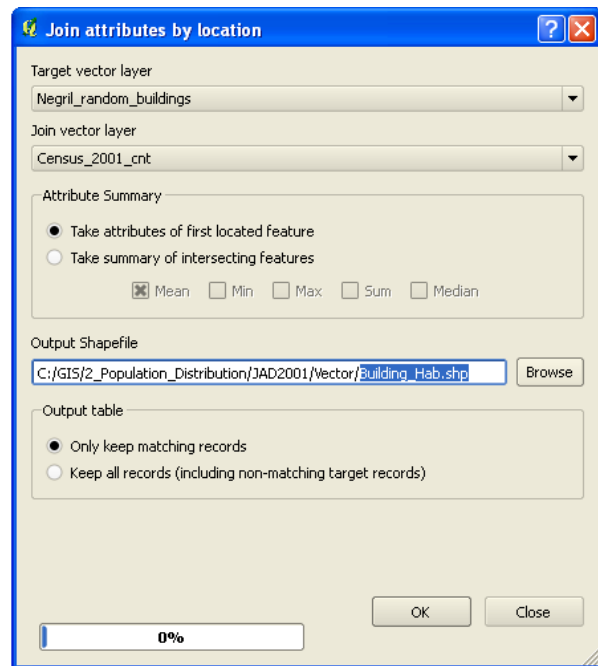 Join attributes by location
Target vector layer
Negril_random_buildings
Join vector layer
Census_2001_cnt
Attribute Summary
Take attributes of first located feature
Take summary of intersecting features
Mean Min Max Sum Median
Output Shapefile
C:/GIS/2_Population_Distribution/JAD2001/Vector/Building_Hab.shp Browse
Output table
Only keep matching records
Keep all records (including non-matching target records)
OK Close
0%